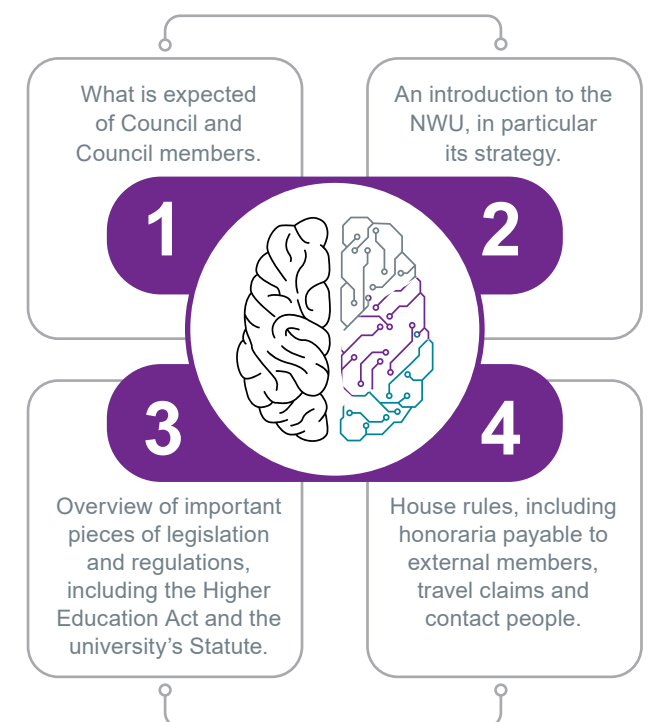 What is expected
of Council and
Council members.
1
An introduction to the
NWU, in particular
its strategy.
2
3
Overview of important
pieces of legislation
and regulations,
including the Higher
Education Act and the
university’s Statute.
4
House rules, including
honoraria payable to
external members,
travel claims and
contact people.